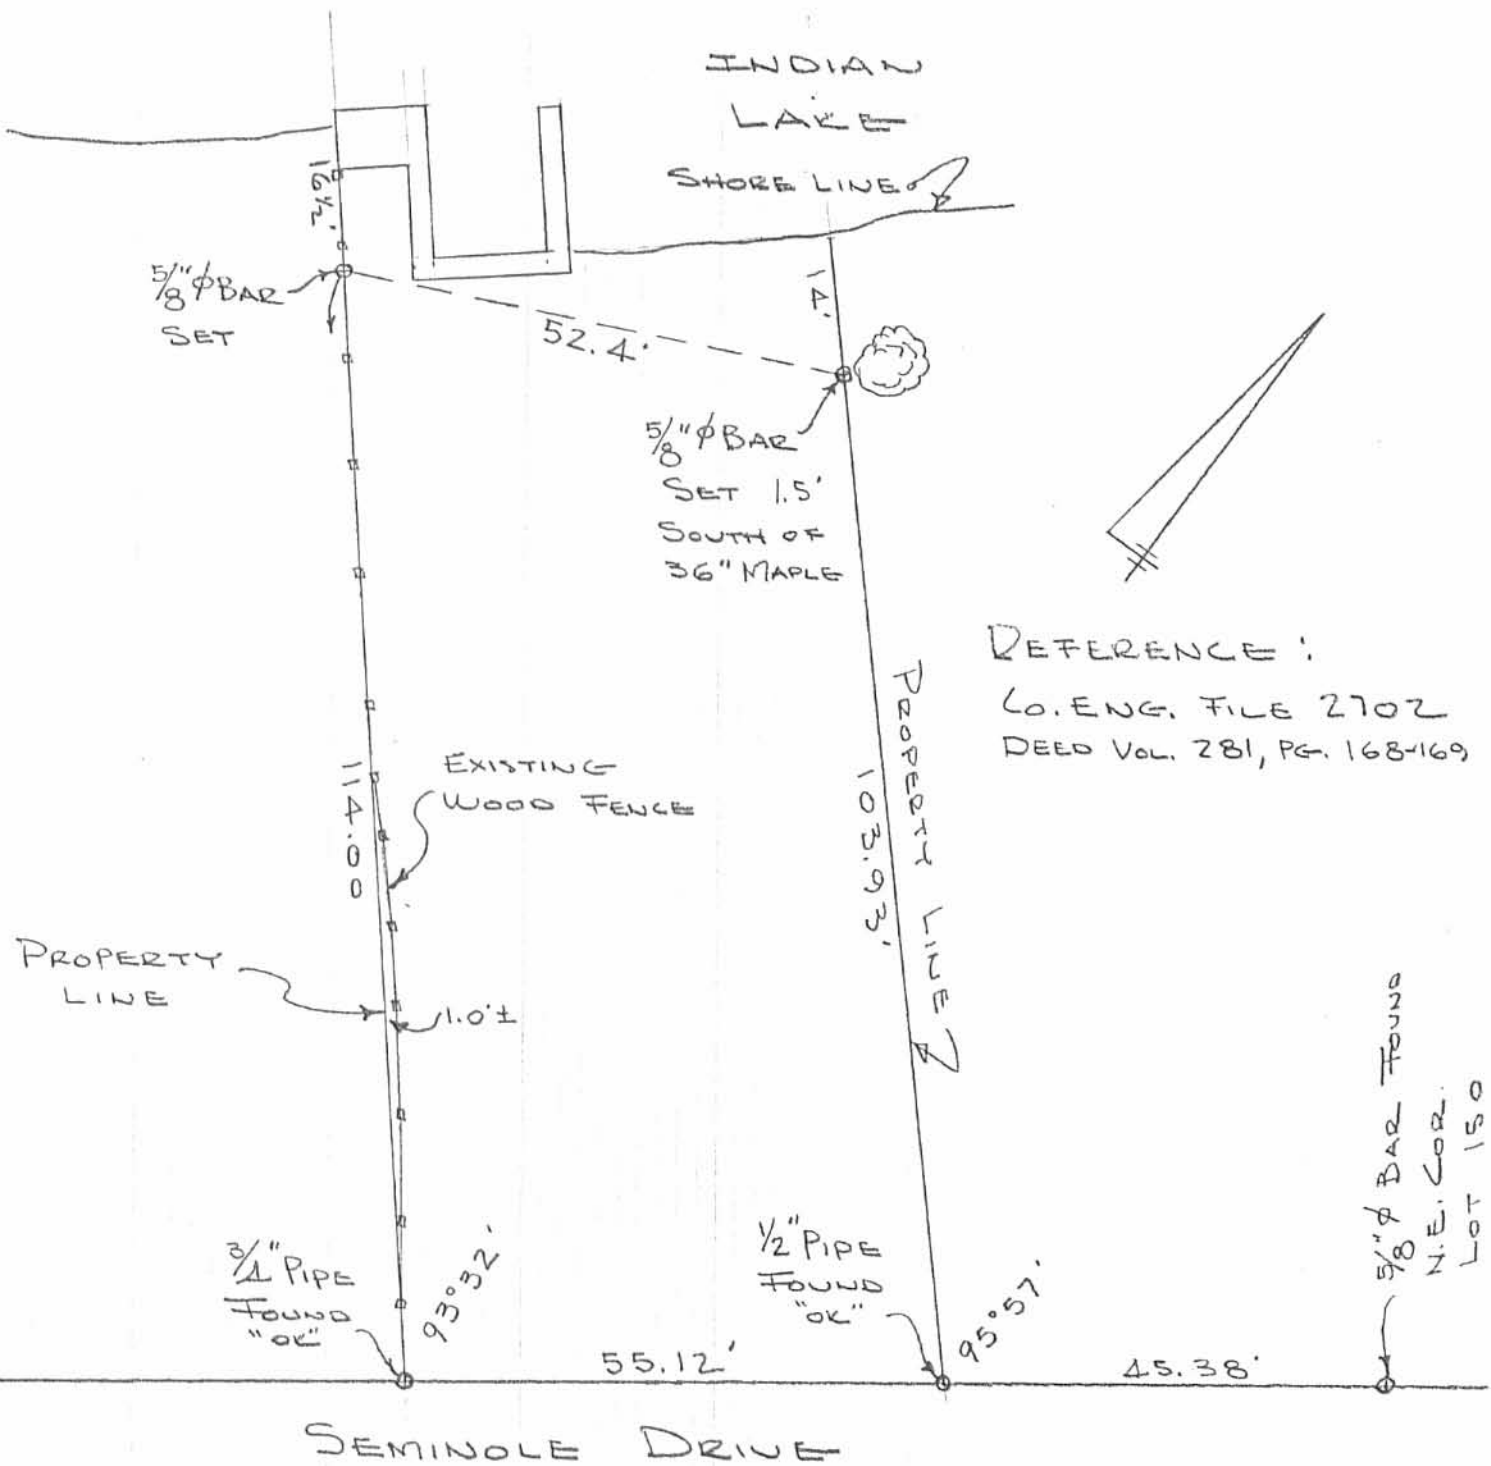 INDIAN
LAKE
SHORE LINE
16½'
5/8" Ø BAR
SET
52.4'
14'
5/8" Ø BAR
SET 1.5'
SOUTH OF
36" MAPLE
REFERENCE :
CO. ENG. FILE 2702
DEED VOL. 281, PG. 168-169
PROPERTY LINE
103.93'
EXISTING
WOOD FENCE
114.00
PROPERTY
LINE
1.0'±
3/4" PIPE
FOUND
"OK"
93°32'
1/2" PIPE
FOUND
"OK"
95°57'
5/8" Ø BAR FOUND
N.E. COR.
LOT 150
55.12'
45.38'
SEMINOLE DRIVE